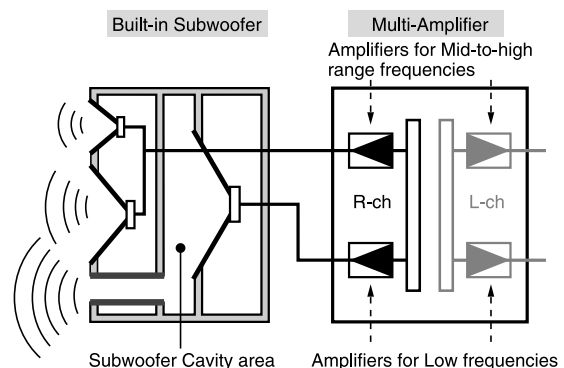 Built-in Subwoofer
Multi-Amplifier
Amplifiers for Mid-to-high
range frequencies
R-ch
L-ch
Subwoofer Cavity area
Amplifiers for Low frequencies